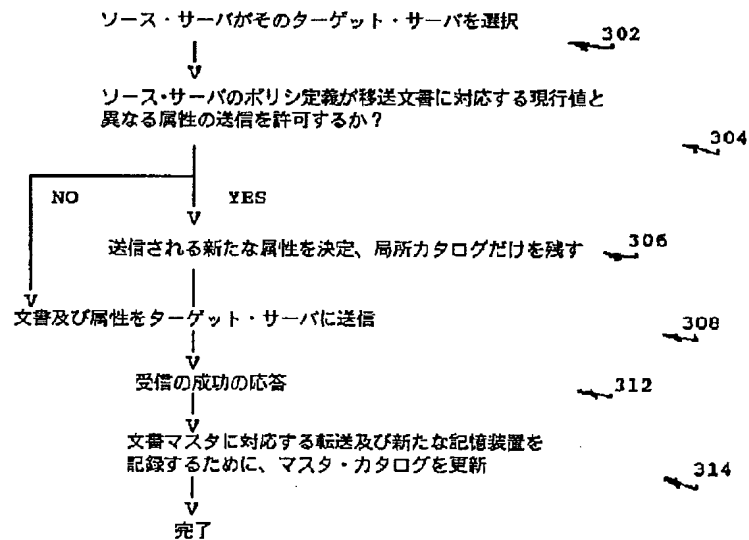 ソース・サーバがそのターゲット・サーバを選択
302
ソース・サーバのポリシ定義が移送文書に対応する現行値と
異なる属性の送信を許可するか？
304
NO YES
送信される新たな属性を決定、局所カタログだけを残す
306
文書及び属性をターゲット・サーバに送信
308
受信の成功の応答
312
文書マスタに対応する転送及び新たな記憶装置を
記録するために、マスタ・カタログを更新
314
完了